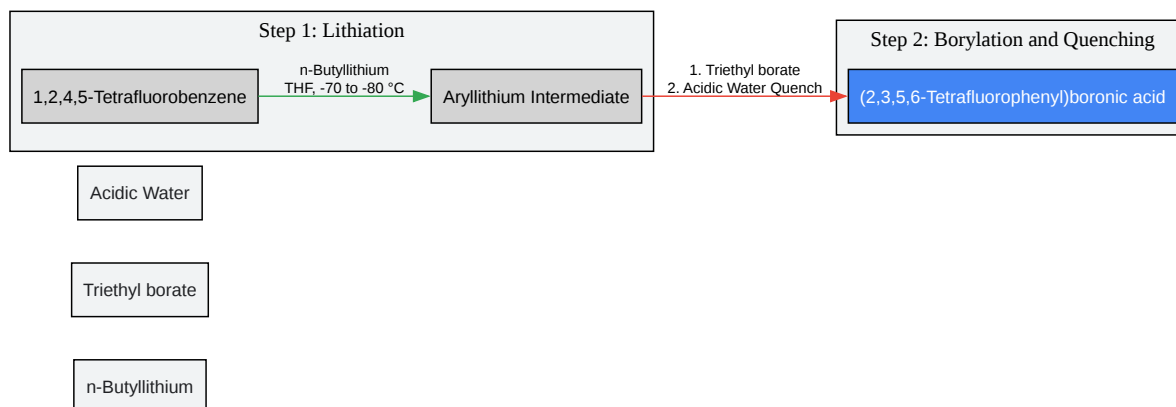 Step 1: Lithiation
1,2,4,5-Tetrafluorobenzene
n-Butyllithium
THF, -70 to -80 °C
Aryllithium Intermediate
1. Triethyl borate
2. Acidic Water Quench
Step 2: Borylation and Quenching
(2,3,5,6-Tetrafluorophenyl)boronic acid
Acidic Water
Triethyl borate
n-Butyllithium